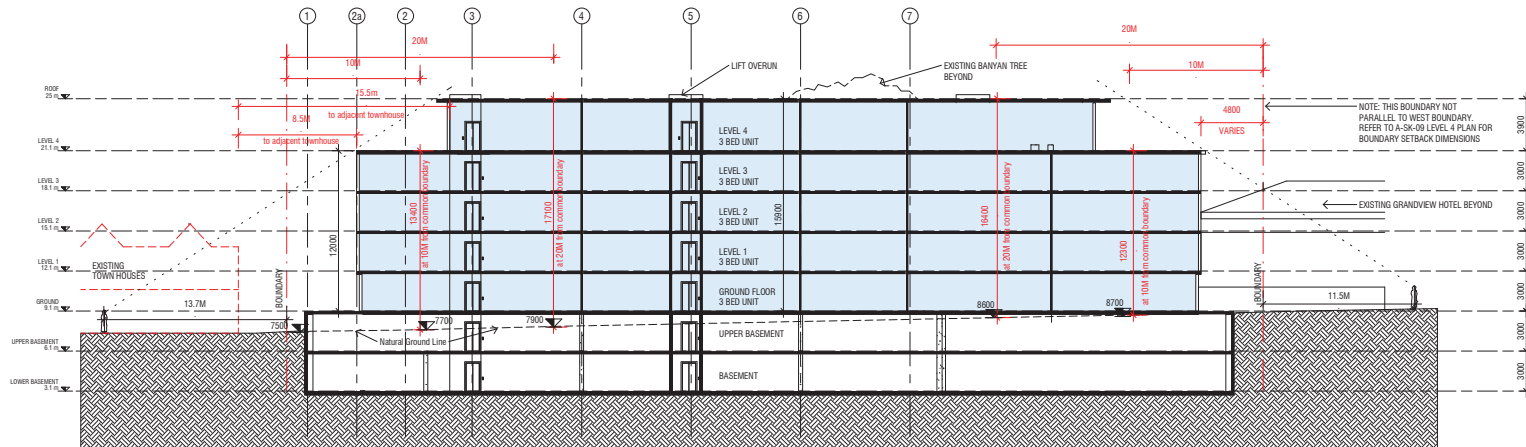 1
2a
2
3
4
5
6
7
20M
10M
15.5m
to adjacent townhouse
8.5M
to adjacent townhouse
20M
10M
4800
VARIES
LIFT OVERUN
EXISTING BANYAN TREE
BEYOND
NOTE: THIS BOUNDARY NOT
PARALLEL TO WEST BOUNDARY.
REFER TO A-SK-09 LEVEL 4 PLAN FOR
BOUNDARY SETBACK DIMENSIONS
ROOF
25 m
LEVEL 4
21.1 m
LEVEL 3
18.1 m
LEVEL 2
15.1 m
LEVEL 1
12.1 m
GROUND
9.1 m
UPPER BASEMENT
6.1 m
LOWER BASEMENT
3.1 m
LEVEL 4
3 BED UNIT
LEVEL 3
3 BED UNIT
LEVEL 2
3 BED UNIT
LEVEL 1
3 BED UNIT
GROUND FLOOR
3 BED UNIT
UPPER BASEMENT
BASEMENT
12000
13400
at 10M from common boundary
17100
at 20M from common boundary
15900
16400
at 20M from common boundary
12300
at 10M from common boundary
EXISTING GRANDVIEW HOTEL BEYOND
EXISTING
TOWN HOUSES
BOUNDARY
13.7M
7500
7700
7900
Natural Ground Line
8600
8700
BOUNDARY
11.5M
3900
3000
3000
3000
3000
3000
3000